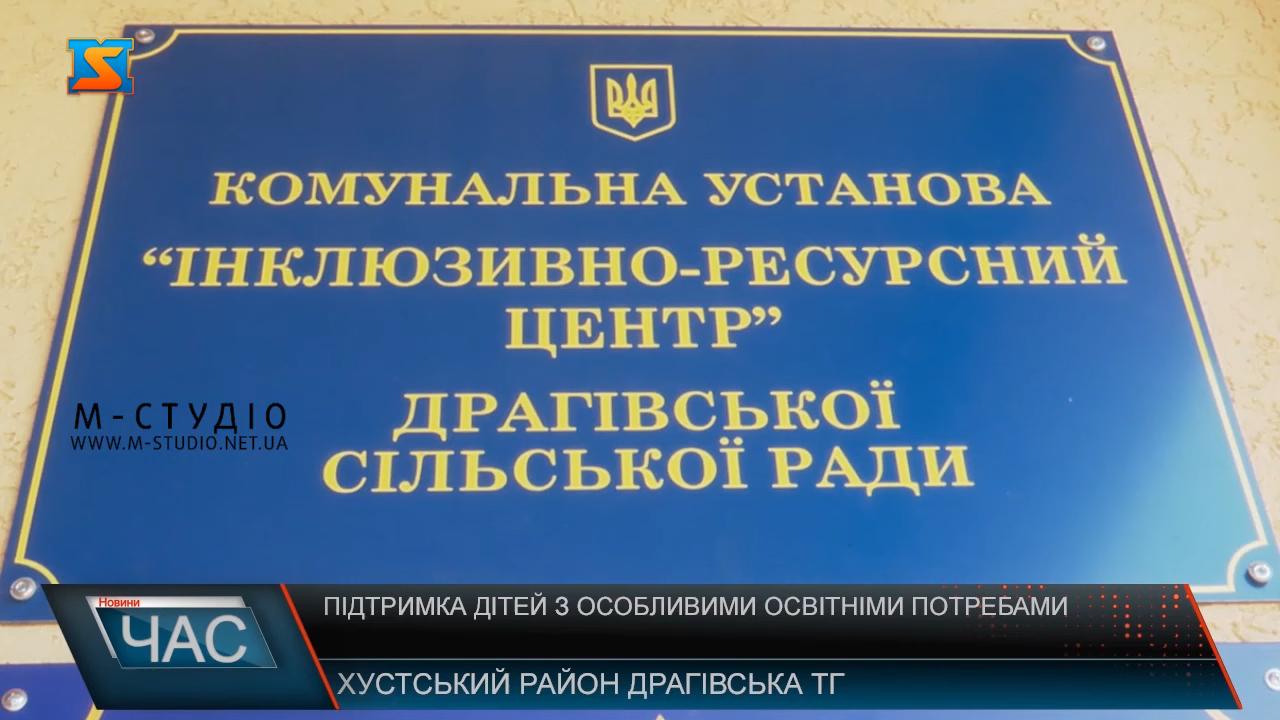 КОМУНАЛЬНА УСТАНОВА
“ІНКЛЮЗИВНО-РЕСУРСНИЙ
ЦЕНТР”
ДРАГІВСЬКОЇ
СІЛЬСЬКОЇ РАДИ
М-СТУДІО
WWW.M-STUDIO.NET.UA
Новини
ЧАС
ПІДТРИМКА ДІТЕЙ З ОСОБЛИВИМИ ОСВІТНІМИ ПОТРЕБАМИ
ХУСТСЬКИЙ РАЙОН ДРАГІВСЬКА ТГ